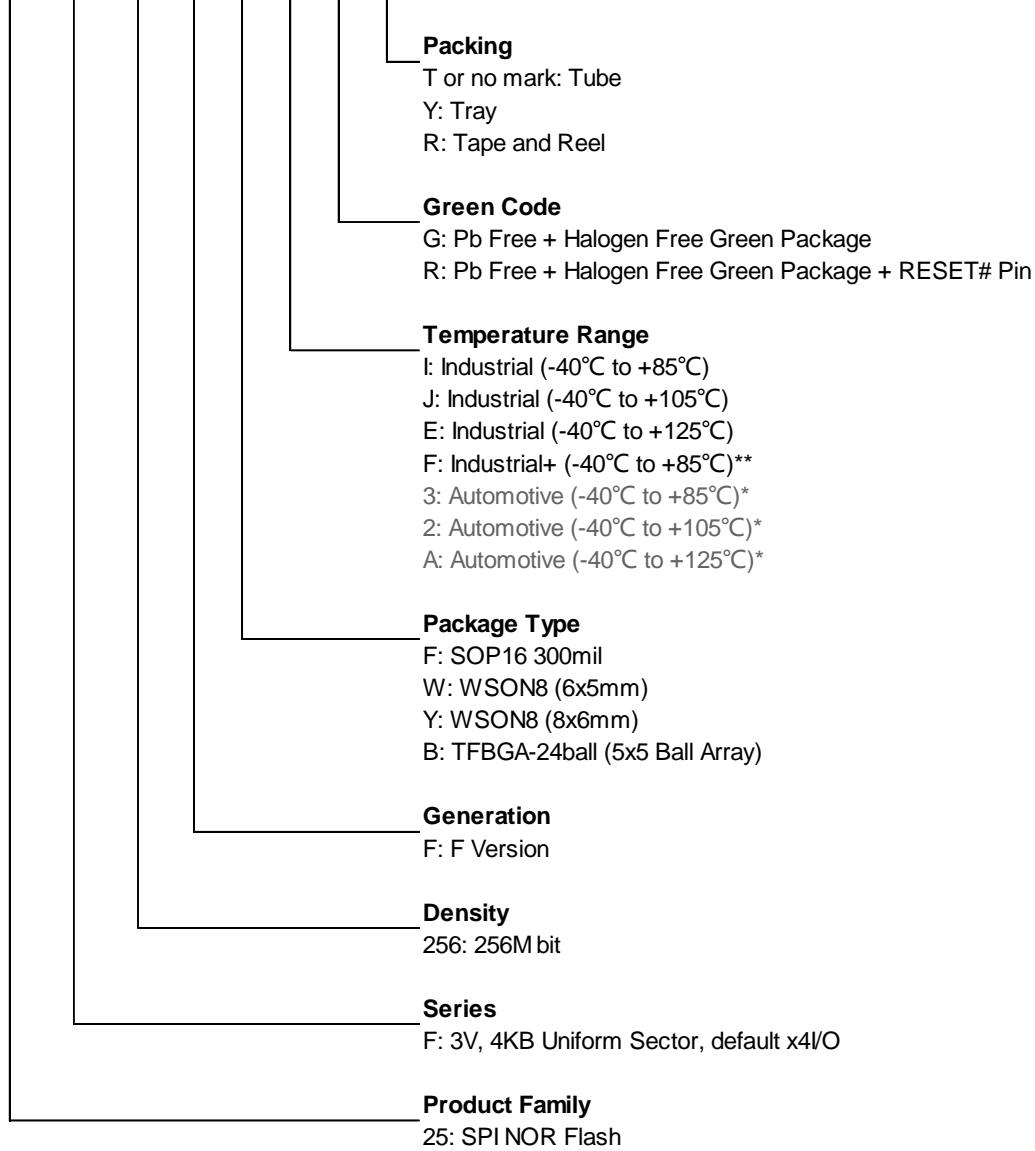 Packing
T or no mark: Tube
Y: Tray
R: Tape and Reel
Green Code
G: Pb Free + Halogen Free Green Package
R: Pb Free + Halogen Free Green Package + RESET# Pin
Temperature Range
I: Industrial (-40℃ to +85℃)
J: Industrial (-40℃ to +105℃)
E: Industrial (-40℃ to +125℃)
F: Industrial+ (-40℃ to +85℃)**
3: Automotive (-40℃ to +85℃)*
2: Automotive (-40℃ to +105℃)*
A: Automotive (-40℃ to +125℃)*
Package Type
F: SOP16 300mil
W: WSON8 (6x5mm)
Y: WSON8 (8x6mm)
B: TFBGA-24ball (5x5 Ball Array)
Generation
F: F Version
Density
256: 256M bit
Series
F: 3V, 4KB Uniform Sector, default x4I/O
Product Family
25: SPI NOR Flash